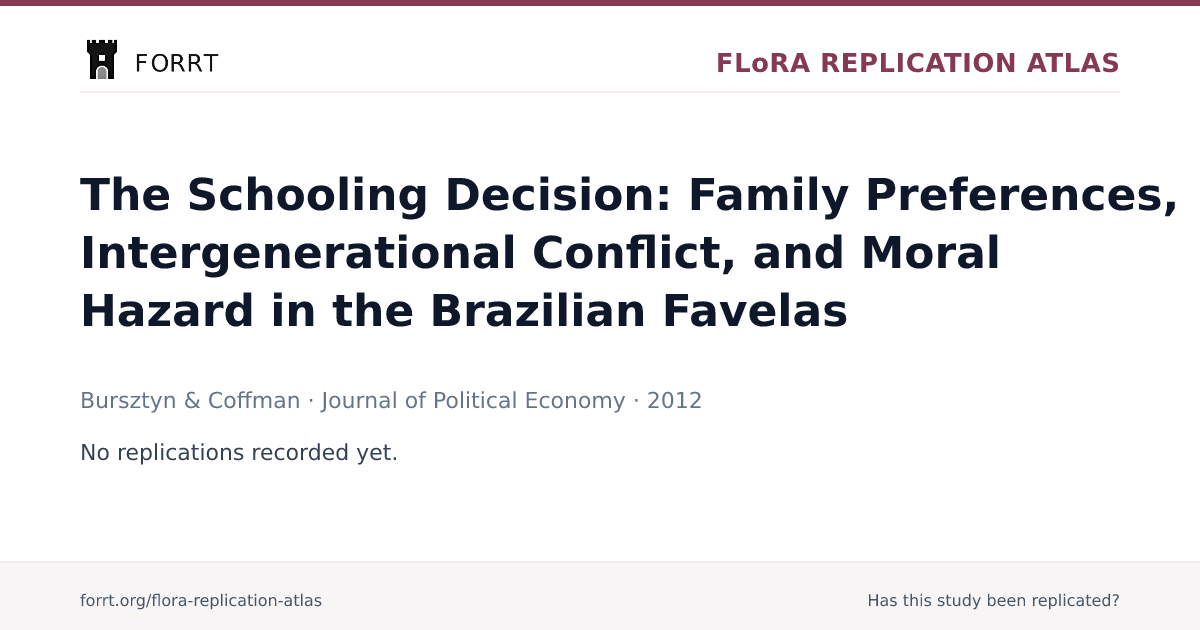 FORRT
FLoRA REPLICATION ATLAS
The Schooling Decision: Family Preferences,
Intergenerational Conflict, and Moral
Hazard in the Brazilian Favelas
Bursztyn & Coffman · Journal of Political Economy · 2012
No replications recorded yet.
forrt.org/flora-replication-atlas
Has this study been replicated?